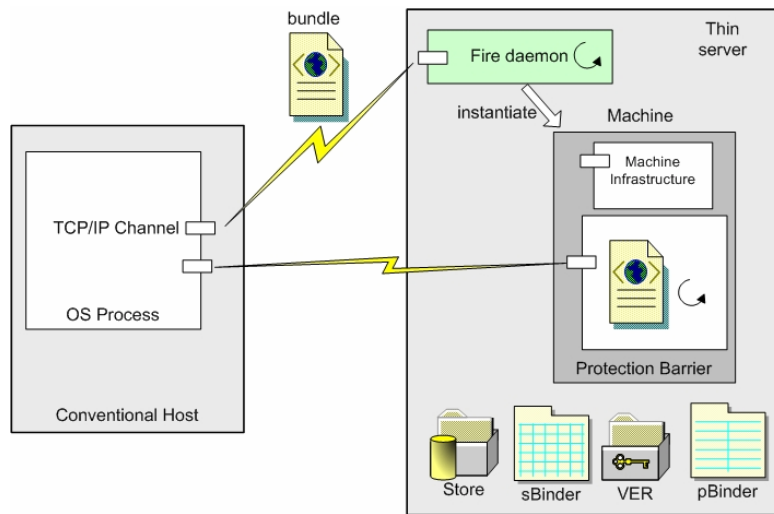 bundle
Thin
server
Fire daemon
instantiate
Machine
Machine
Infrastructure
TCP/IP Channel
OS Process
Protection Barrier
Conventional Host
Store
sBinder
VER
pBinder